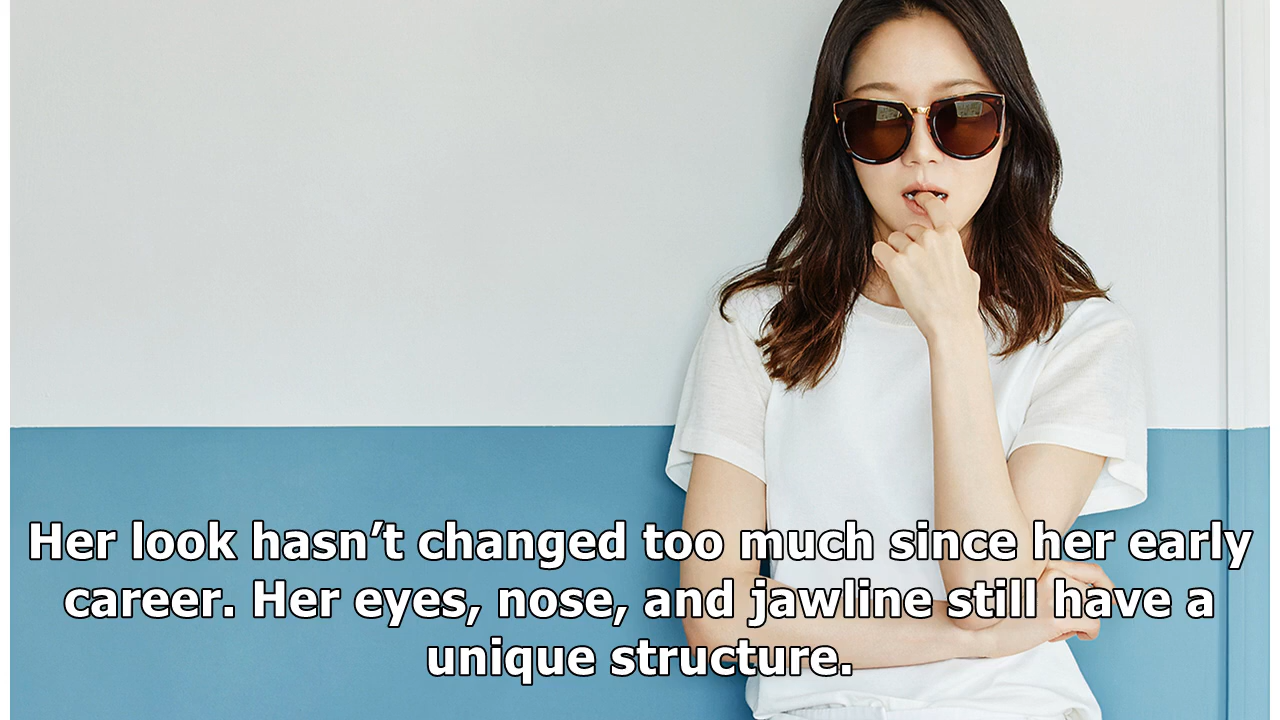 Her look hasn’t changed too much since her early
career. Her eyes, nose, and jawline still have a
unique structure.